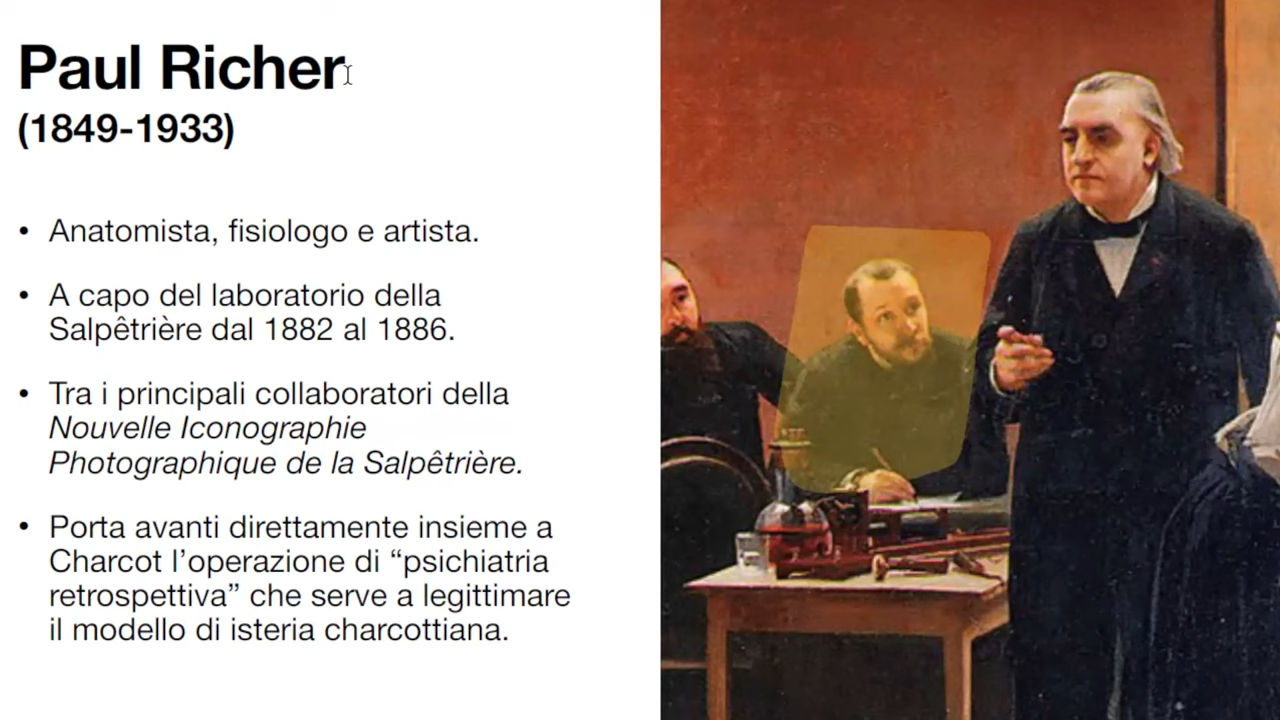 Paul Richer
(1849-1933)
• Anatomista, fisiologo e artista.
• A capo del laboratorio della
Salpêtrière dal 1882 al 1886.
• Tra i principali collaboratori della
Nouvelle Iconographie
Photographique de la Salpêtrière.
• Porta avanti direttamente insieme a
Charcot l’operazione di “psichiatria
retrospettiva” che serve a legittimare
il modello di isteria charcottiana.